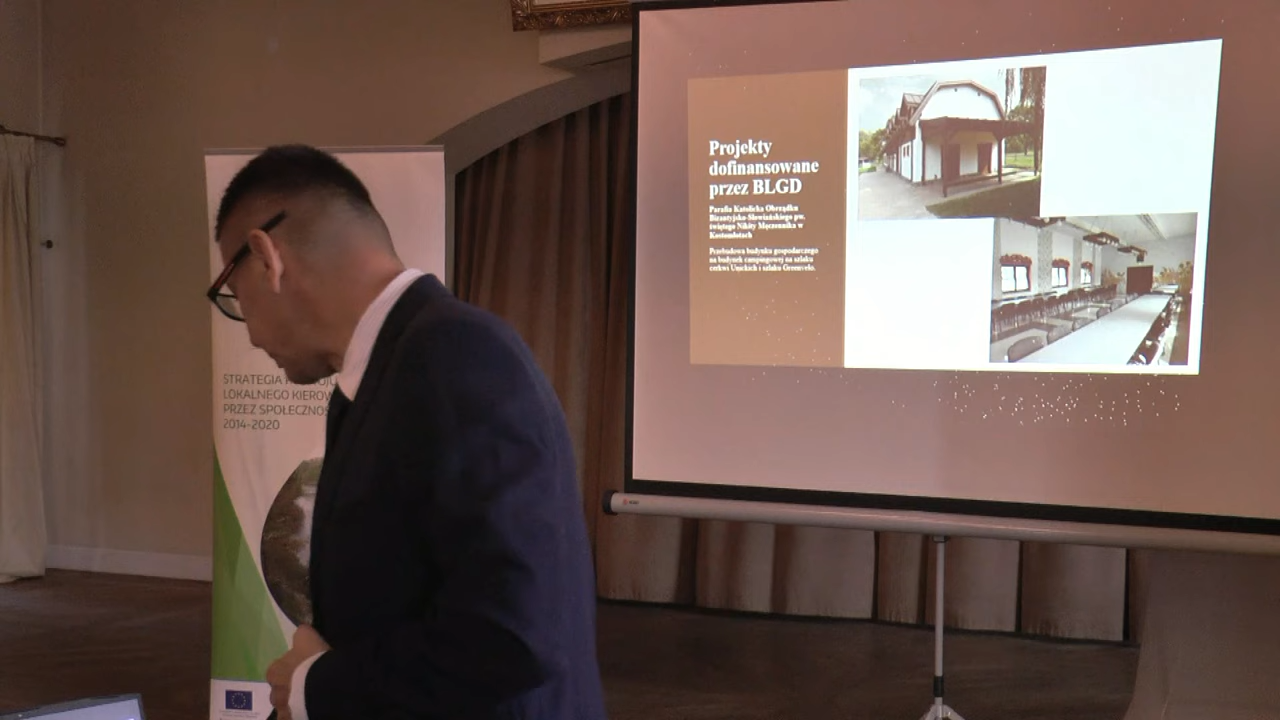 Projekty
dofinansowane
przez BLGD
Parafia Katolicka Obrządku
Bizantyjsko-Słowiańskiego pw.
świętego Nikity Męczennika w
Kostomłotach
Przebudowa budynku gospodarczego
na budynek campingowej na szlaku
cerkwi Unickich i szlaku Greenvelo.
STRATEGIA
LOKALNEGO KIEROW
PRZEZ SPOŁECZNOŚ
2014-2020